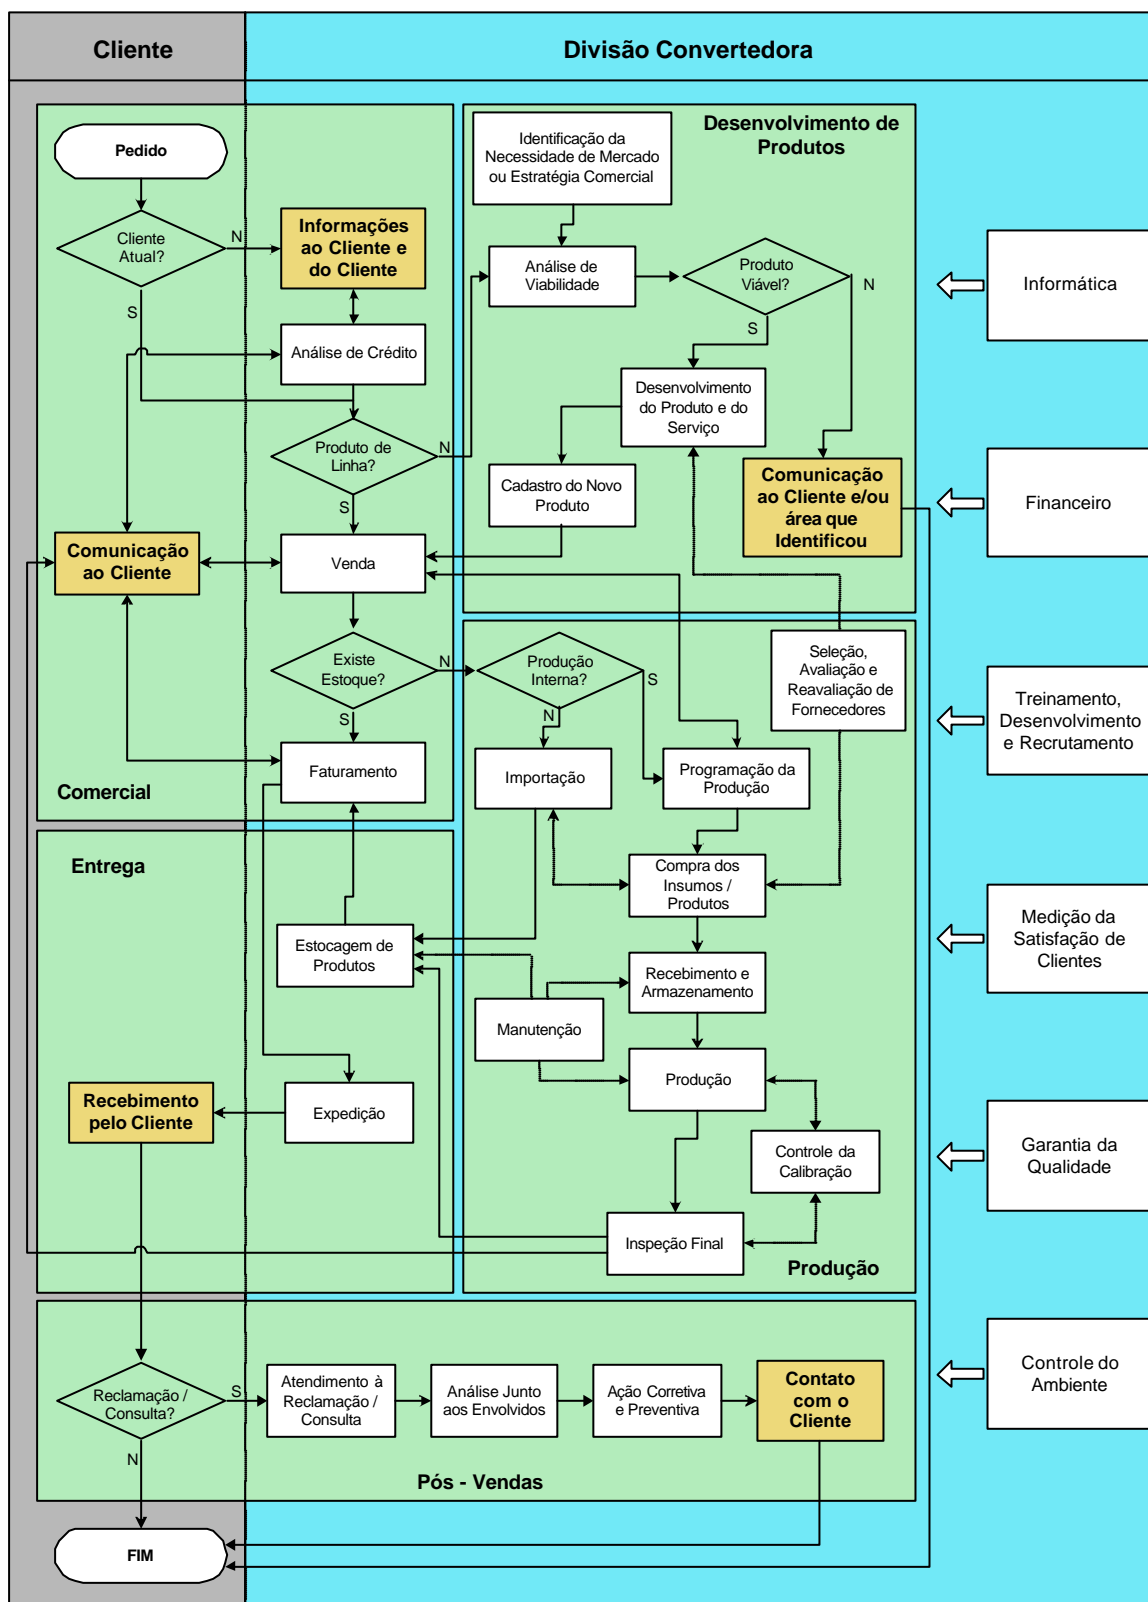 Cliente
Divisão Convertedora
Pedido
Cliente
Atual?
N
S
Informações
ao Cliente e
do Cliente
Análise de Crédito
Produto de
Linha?
N
S
Comunicação
ao Cliente
Venda
Existe
Estoque?
N
S
Faturamento
Comercial
Desenvolvimento de
Produtos
Identificação da
Necessidade de Mercado
ou Estratégia Comercial
Análise de
Viabilidade
Produto
Viável?
N
S
Desenvolvimento
do Produto e do
Serviço
Cadastro do Novo
Produto
Comunicação
ao Cliente e/ou
área que
Identificou
Produção
Interna?
S
N
Seleção,
Avaliação e
Reavaliação de
Fornecedores
Importação
Programação da
Produção
Compra dos
Insumos /
Produtos
Recebimento e
Armazenamento
Manutenção
Produção
Controle da
Calibração
Inspeção Final
Produção
Entrega
Estocagem de
Produtos
Recebimento
pelo Cliente
Expedição
Reclamação /
Consulta?
S
N
Atendimento à
Reclamação /
Consulta
Análise Junto
aos Envolvidos
Ação Corretiva
e Preventiva
Contato
com o
Cliente
Pós - Vendas
FIM
Informática
Financeiro
Treinamento,
Desenvolvimento
e Recrutamento
Medição da
Satisfação de
Clientes
Garantia da
Qualidade
Controle do
Ambiente